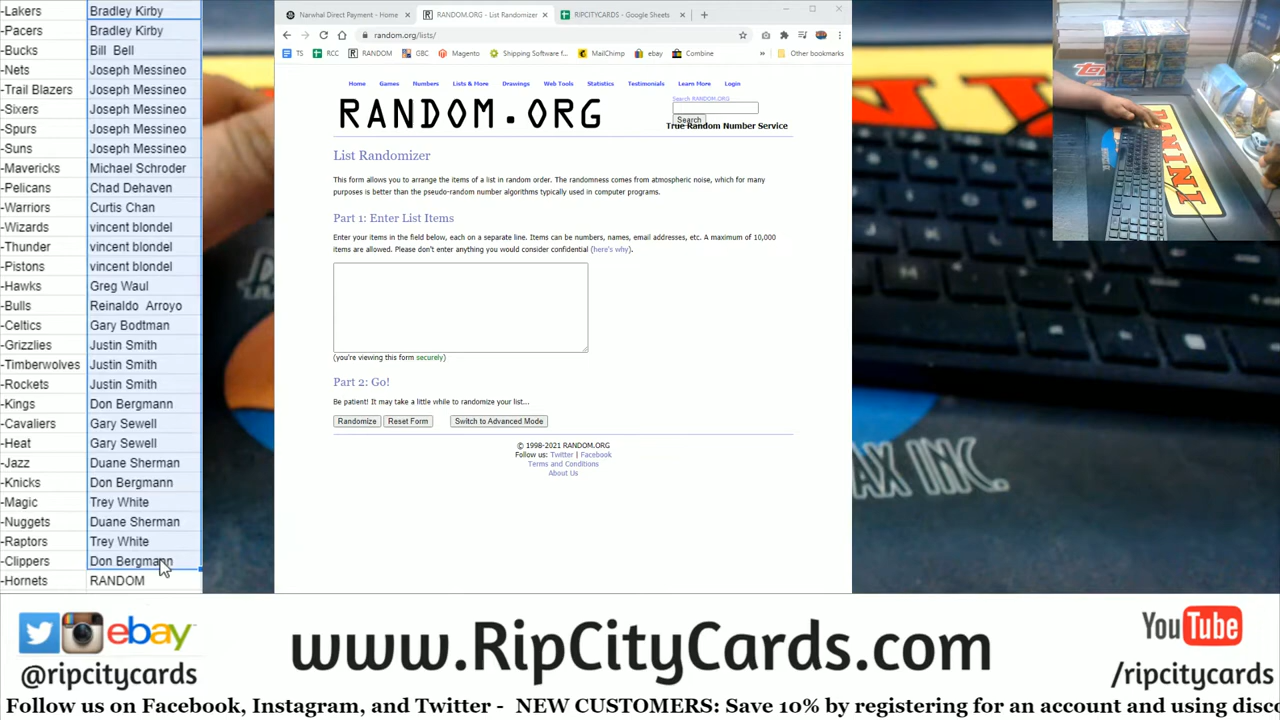 -Lakers Bradley Kirby
-Pacers Bradley Kirby
-Bucks Bill Bell
-Nets Joseph Messineo
-Trail Blazers Joseph Messineo
Joseph Messineo
-Spurs Joseph Messineo
-Suns Joseph Messineo
-Mavericks Michael Schroder
-Pelicans Chad Dehaven
-Warriors Curtis Chan
-Wizards vincent blondel
-Thunder vincent blondel
-Pistons vincent blondel
-Hawks Greg Waul
-Bulls Reinaldo Arroyo
-Celtics Gary Bodtman
-Grizzlies Justin Smith
-Timberwolves Justin Smith
-Rockets Justin Smith
-Kings Don Bergmann
-Cavaliers Gary Sewell
-Heat Gary Sewell
-Jazz Duane Sherman
-Knicks Don Bergmann
-Magic Trey White
-Nuggets Duane Sherman
-Raptors Trey White
-Clippers Don Bergmann
-Hornets RANDOM
Narwhal Direct Payment - Home
RANDOM.ORG - List Randomizer
RIPCITYCARDS - Google Sheets
random.org/lists/
TS RCC RANDOM GBC Magento Shipping Software f... MailChimp ebay Combine » Other bookmarks
Home Games Numbers Lists & More Drawings Web Tools Statistics Testimonials Learn More Login
RANDOM.ORG
Search RANDOM.ORG
Search
True Random Number Service
List Randomizer
This form allows you to arrange the items of a list in random order. The randomness comes from atmospheric noise, which for many
purposes is better than the pseudo-random number algorithms typically used in computer programs.
Part 1: Enter List Items
Enter your items in the field below, each on a separate line. Items can be numbers, names, email addresses, etc. A maximum of 10,000
items are allowed. Please don't enter anything you would consider confidential (here's why).
(you're viewing this form securely)
Part 2: Go!
Be patient! It may take a little while to randomize your list...
Randomize Reset Form Switch to Advanced Mode
© 1998-2021 RANDOM.ORG
Follow us: Twitter | Facebook
Terms and Conditions
About Us
PANINI
INC.
ebay
@ripcitycards
www.RipCityCards.com
YouTube
/ripcitycards
Follow us on Facebook, Instagram, and Twitter - NEW CUSTOMERS: Save 10% by registering for an account and using